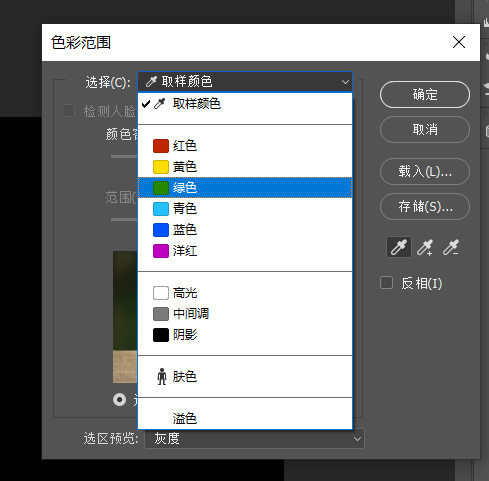 色彩范围
选择(C):
取样颜色
确定
取样颜色
检测人脸
取消
颜色容
红色
黄色
载入(L)...
绿色
范围(
青色
存储(S)...
蓝色
洋红
反相(I)
高光
中间调
阴影
肤色
溢色
选区预览:
灰度